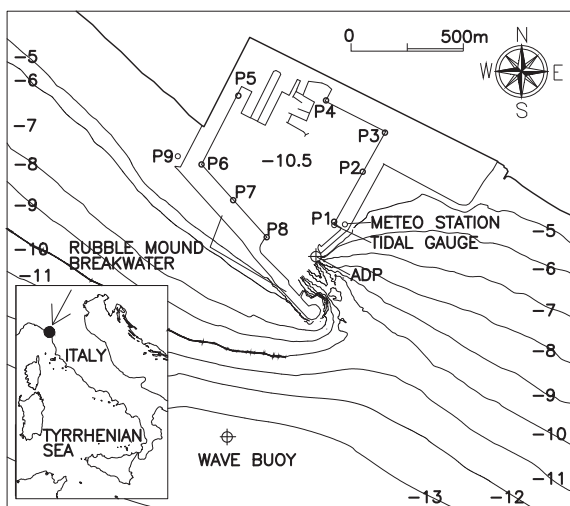 0 500m
N
W E
S
-5
-6
-7
-8
-9
-10
-11
P5
P4
P3
P9
P6
-10.5
P2
P7
P1
METEO STATION
TIDAL GAUGE
P8
RUBBLE MOUND
BREAKWATER
ADP
-5
-6
-7
-8
-9
-10
-11
-12
-13
ITALY
TYRRHENIAN
SEA
WAVE BUOY